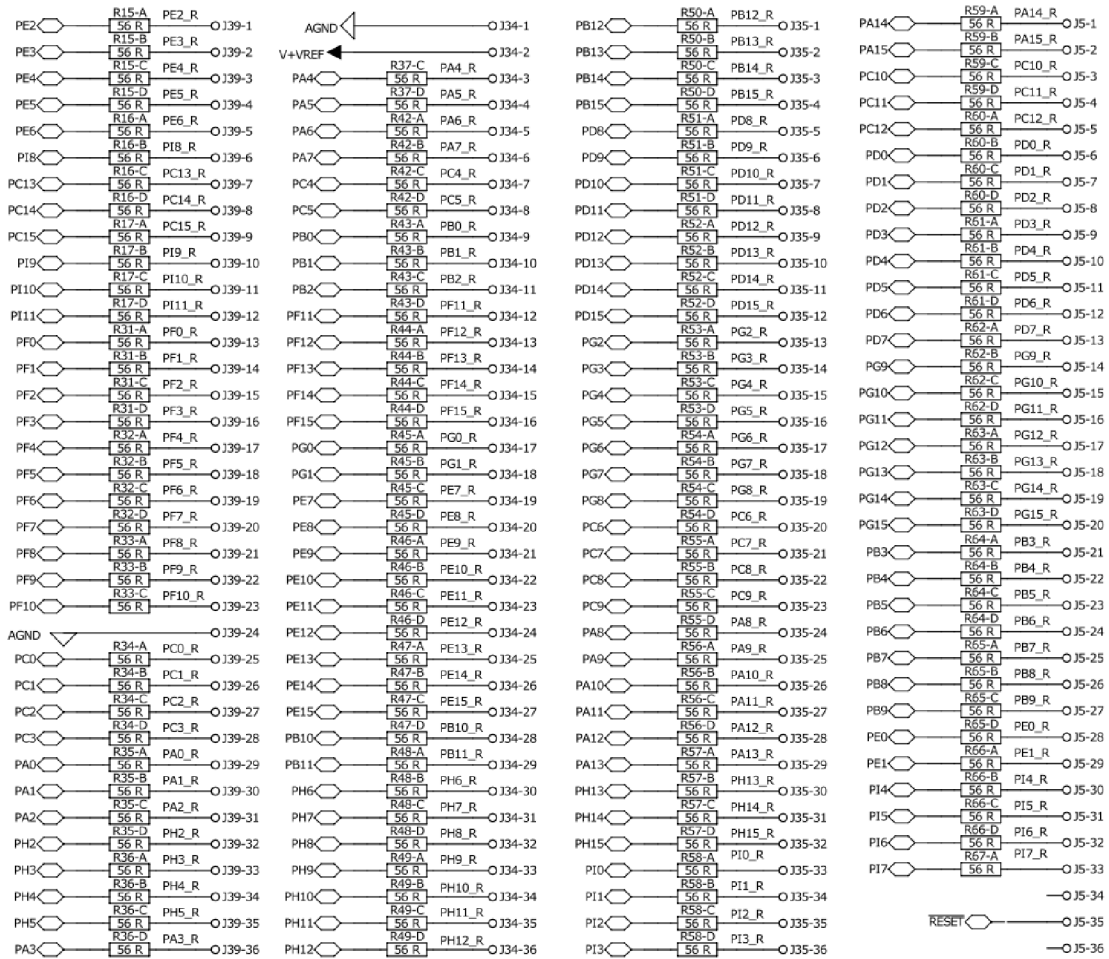 PE2 R15-A 56 R PE2_R J39-1
PE3 R15-B 56 R PE3_R J39-2
PE4 R15-C 56 R PE4_R J39-3
PE5 R15-D 56 R PE5_R J39-4
PE6 R16-A 56 R PE6_R J39-5
PI8 R16-B 56 R PI8_R J39-6
PC13 R16-C 56 R PC13_R J39-7
PC14 R16-D 56 R PC14_R J39-8
PC15 R17-A 56 R PC15_R J39-9
PI9 R17-B 56 R PI9_R J39-10
PI10 R17-C 56 R PI10_R J39-11
PI11 R17-D 56 R PI11_R J39-12
PF0 R31-A 56 R PF0_R J39-13
PF1 R31-B 56 R PF1_R J39-14
PF2 R31-C 56 R PF2_R J39-15
PF3 R31-D 56 R PF3_R J39-16
PF4 R32-A 56 R PF4_R J39-17
PF5 R32-B 56 R PF5_R J39-18
PF6 R32-C 56 R PF6_R J39-19
PF7 R32-D 56 R PF7_R J39-20
PF8 R33-A 56 R PF8_R J39-21
PF9 R33-B 56 R PF9_R J39-22
PF10 R33-C 56 R PF10_R J39-23
AGND J39-24
PC0 R34-A 56 R PC0_R J39-25
PC1 R34-B 56 R PC1_R J39-26
PC2 R34-C 56 R PC2_R J39-27
PC3 R34-D 56 R PC3_R J39-28
PA0 R35-A 56 R PA0_R J39-29
PA1 R35-B 56 R PA1_R J39-30
PA2 R35-C 56 R PA2_R J39-31
PH2 R35-D 56 R PH2_R J39-32
PH3 R36-A 56 R PH3_R J39-33
PH4 R36-B 56 R PH4_R J39-34
PH5 R36-C 56 R PH5_R J39-35
PA3 R36-D 56 R PA3_R J39-36
AGND J34-1
V+VREF J34-2
PA4 R37-C 56 R PA4_R J34-3
PA5 R37-D 56 R PA5_R J34-4
PA6 R42-A 56 R PA6_R J34-5
PA7 R42-B 56 R PA7_R J34-6
PC4 R42-C 56 R PC4_R J34-7
PC5 R42-D 56 R PC5_R J34-8
PB0 R43-A 56 R PB0_R J34-9
PB1 R43-B 56 R PB1_R J34-10
PB2 R43-C 56 R PB2_R J34-11
PF11 R43-D 56 R PF11_R J34-12
PF12 R44-A 56 R PF12_R J34-13
PF13 R44-B 56 R PF13_R J34-14
PF14 R44-C 56 R PF14_R J34-15
PF15 R44-D 56 R PF15_R J34-16
PG0 R45-A 56 R PG0_R J34-17
PG1 R45-B 56 R PG1_R J34-18
PE7 R45-C 56 R PE7_R J34-19
PE8 R45-D 56 R PE8_R J34-20
PE9 R46-A 56 R PE9_R J34-21
PE10 R46-B 56 R PE10_R J34-22
PE11 R46-C 56 R PE11_R J34-23
PE12 R46-D 56 R PE12_R J34-24
PE13 R47-A 56 R PE13_R J34-25
PE14 R47-B 56 R PE14_R J34-26
PE15 R47-C 56 R PE15_R J34-27
PB10 R47-D 56 R PB10_R J34-28
PB11 R48-A 56 R PB11_R J34-29
PH6 R48-B 56 R PH6_R J34-30
PH7 R48-C 56 R PH7_R J34-31
PH8 R48-D 56 R PH8_R J34-32
PH9 R49-A 56 R PH9_R J34-33
PH10 R49-B 56 R PH10_R J34-34
PH11 R49-C 56 R PH11_R J34-35
PH12 R49-D 56 R PH12_R J34-36
PB12 R50-A 56 R PB12_R J35-1
PB13 R50-B 56 R PB13_R J35-2
PB14 R50-C 56 R PB14_R J35-3
PB15 R50-D 56 R PB15_R J35-4
PD8 R51-A 56 R PD8_R J35-5
PD9 R51-B 56 R PD9_R J35-6
PD10 R51-C 56 R PD10_R J35-7
PD11 R51-D 56 R PD11_R J35-8
PD12 R52-A 56 R PD12_R J35-9
PD13 R52-B 56 R PD13_R J35-10
PD14 R52-C 56 R PD14_R J35-11
PD15 R52-D 56 R PD15_R J35-12
PG2 R53-A 56 R PG2_R J35-13
PG3 R53-B 56 R PG3_R J35-14
PG4 R53-C 56 R PG4_R J35-15
PG5 R53-D 56 R PG5_R J35-16
PG6 R54-A 56 R PG6_R J35-17
PG7 R54-B 56 R PG7_R J35-18
PG8 R54-C 56 R PG8_R J35-19
PC6 R54-D 56 R PC6_R J35-20
PC7 R55-A 56 R PC7_R J35-21
PC8 R55-B 56 R PC8_R J35-22
PC9 R55-C 56 R PC9_R J35-23
PA8 R55-D 56 R PA8_R J35-24
PA9 R56-A 56 R PA9_R J35-25
PA10 R56-B 56 R PA10_R J35-26
PA11 R56-C 56 R PA11_R J35-27
PA12 R56-D 56 R PA12_R J35-28
PA13 R57-A 56 R PA13_R J35-29
PH13 R57-B 56 R PH13_R J35-30
PH14 R57-C 56 R PH14_R J35-31
PH15 R57-D 56 R PH15_R J35-32
PI0 R58-A 56 R PI0_R J35-33
PI1 R58-B 56 R PI1_R J35-34
PI2 R58-C 56 R PI2_R J35-35
PI3 R58-D 56 R PI3_R J35-36
PA14 R59-A 56 R PA14_R J5-1
PA15 R59-B 56 R PA15_R J5-2
PC10 R59-C 56 R PC10_R J5-3
PC11 R59-D 56 R PC11_R J5-4
PC12 R60-A 56 R PC12_R J5-5
PD0 R60-B 56 R PD0_R J5-6
PD1 R60-C 56 R PD1_R J5-7
PD2 R60-D 56 R PD2_R J5-8
PD3 R61-A 56 R PD3_R J5-9
PD4 R61-B 56 R PD4_R J5-10
PD5 R61-C 56 R PD5_R J5-11
PD6 R61-D 56 R PD6_R J5-12
PD7 R62-A 56 R PD7_R J5-13
PG9 R62-B 56 R PG9_R J5-14
PG10 R62-C 56 R PG10_R J5-15
PG11 R62-D 56 R PG11_R J5-16
PG12 R63-A 56 R PG12_R J5-17
PG13 R63-B 56 R PG13_R J5-18
PG14 R63-C 56 R PG14_R J5-19
PG15 R63-D 56 R PG15_R J5-20
PB3 R64-A 56 R PB3_R J5-21
PB4 R64-B 56 R PB4_R J5-22
PB5 R64-C 56 R PB5_R J5-23
PB6 R64-D 56 R PB6_R J5-24
PB7 R65-A 56 R PB7_R J5-25
PB8 R65-B 56 R PB8_R J5-26
PB9 R65-C 56 R PB9_R J5-27
PE0 R65-D 56 R PE0_R J5-28
PE1 R66-A 56 R PE1_R J5-29
PI4 R66-B 56 R PI4_R J5-30
PI5 R66-C 56 R PI5_R J5-31
PI6 R66-D 56 R PI6_R J5-32
PI7 R67-A 56 R PI7_R J5-33
J5-34
RESET J5-35
J5-36